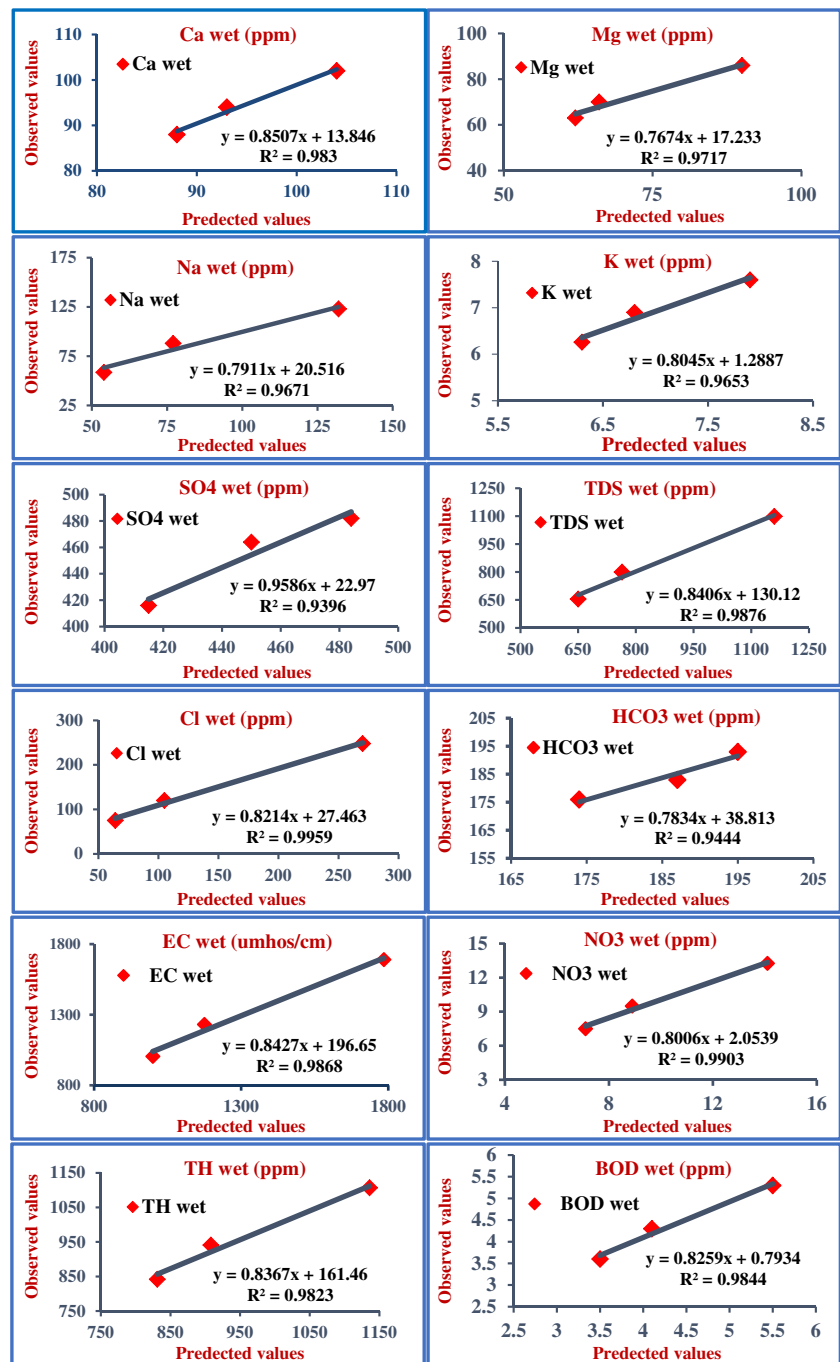 Ca wet (ppm)
Observed values
110
100
90
80
Ca wet
y = 0.8507x + 13.846
R² = 0.983
80
90
100
110
Predected values
Mg wet (ppm)
Observed values
100
80
60
40
Mg wet
y = 0.7674x + 17.233
R² = 0.9717
50
75
100
Predected values
Na wet (ppm)
Observed values
175
125
75
25
Na wet
y = 0.7911x + 20.516
R² = 0.9671
50
75
100
125
150
Predected values
K wet (ppm)
Observed values
8
7
6
5
K wet
y = 0.8045x + 1.2887
R² = 0.9653
5.5
6.5
7.5
8.5
Predected values
SO4 wet (ppm)
Observed values
500
480
460
440
420
400
SO4 wet
y = 0.9586x + 22.97
R² = 0.9396
400
420
440
460
480
500
Predected values
TDS wet (ppm)
Observed values
1250
1100
950
800
650
500
TDS wet
y = 0.8406x + 130.12
R² = 0.9876
500
650
800
950
1100
1250
Predected values
Cl wet (ppm)
Observed values
300
200
100
0
Cl wet
y = 0.8214x + 27.463
R² = 0.9959
50
100
150
200
250
300
Predected values
HCO3 wet (ppm)
Observed values
205
195
185
175
165
155
HCO3 wet
y = 0.7834x + 38.813
R² = 0.9444
165
175
185
195
205
Predected values
EC wet (umhos/cm)
Observed values
1800
1300
800
EC wet
y = 0.8427x + 196.65
R² = 0.9868
800
1300
1800
Predected values
NO3 wet (ppm)
Observed values
15
12
9
6
3
NO3 wet
y = 0.8006x + 2.0539
R² = 0.9903
4
8
12
16
Predected values
TH wet (ppm)
Observed values
1150
1050
950
850
750
TH wet
y = 0.8367x + 161.46
R² = 0.9823
750
850
950
1050
1150
Predected values
BOD wet (ppm)
Observed values
6
5.5
5
4.5
4
3.5
3
2.5
BOD wet
y = 0.8259x + 0.7934
R² = 0.9844
2.5
3
3.5
4
4.5
5
5.5
6
Predected values